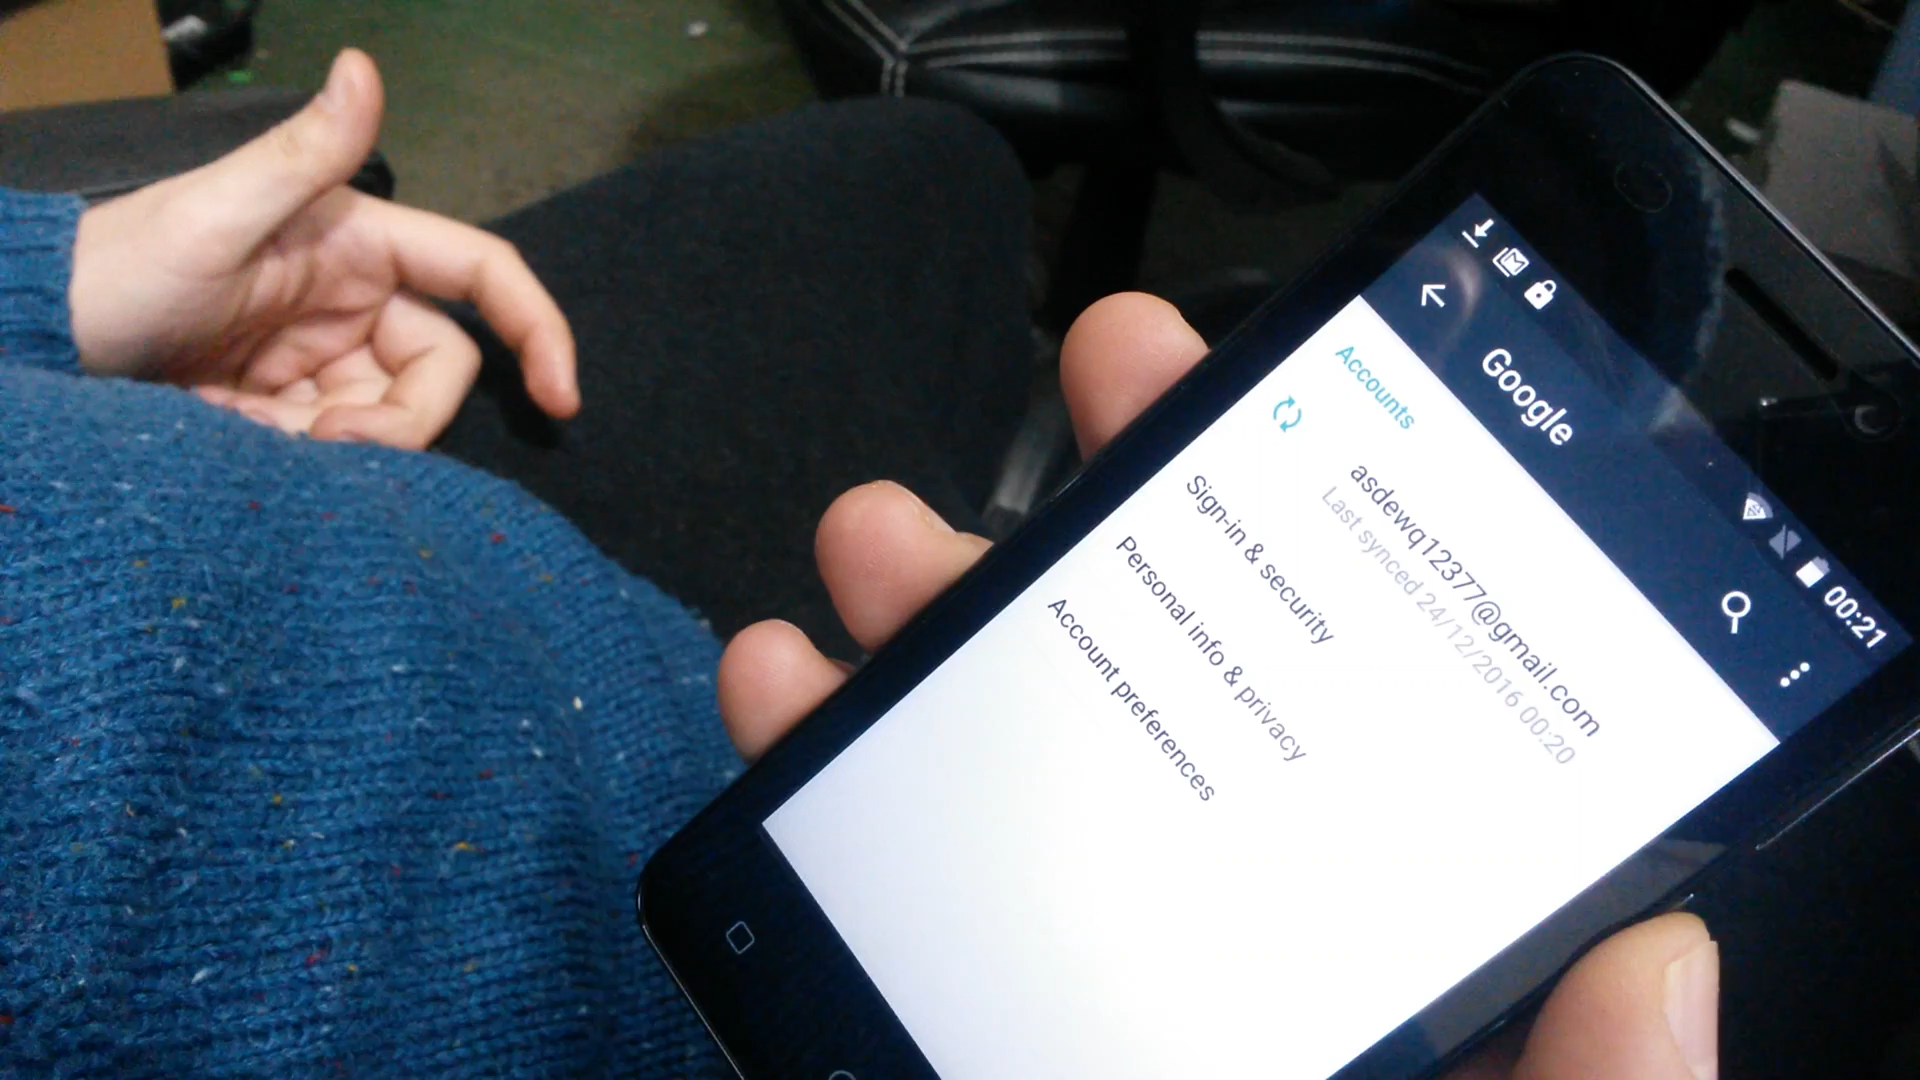 00:21
Google
Accounts
asdewq12377@gmail.com
Last synced 24/12/2016 00:20
Sign-in & security
Personal info & privacy
Account preferences